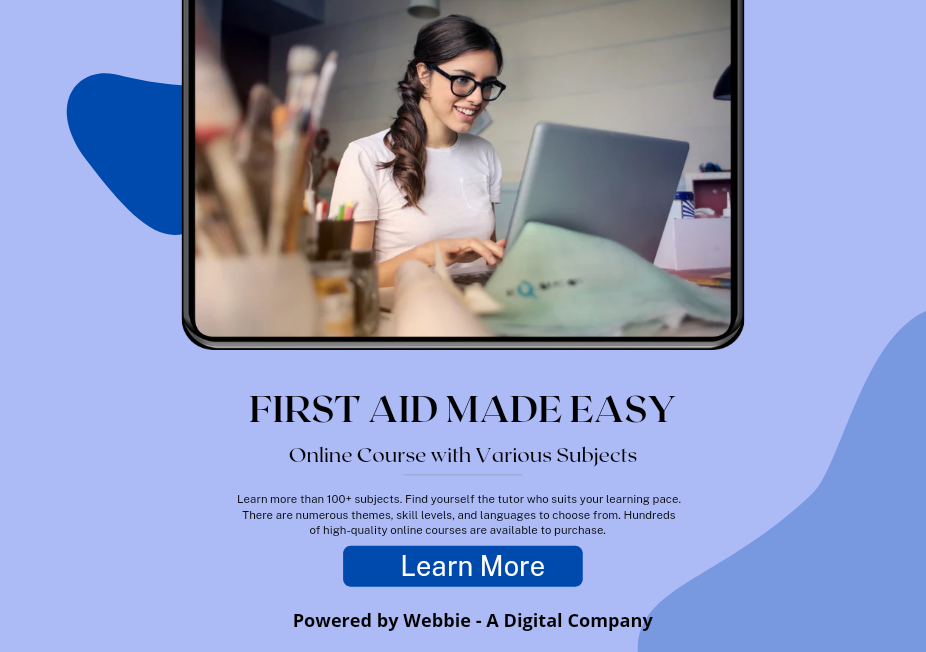 FIRST AID MADE EASY
Online Course with Various Subjects
Learn more than 100+ subjects. Find yourself the tutor who suits your learning pace.
There are numerous themes, skill levels, and languages to choose from. Hundreds
of high-quality online courses are available to purchase.
Learn More
Powered by Webbie - A Digital Company